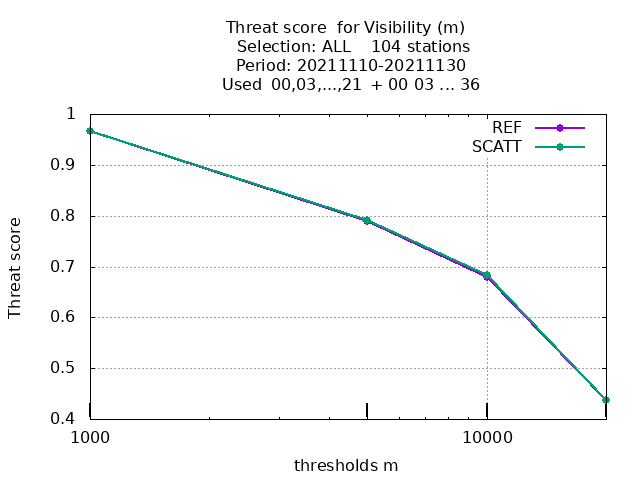 Threat score  for Visibility (m)
Selection: ALL    104 stations
Period: 20211110-20211130
Used  00,03,...,21  + 00 03 ... 36
REF
SCATT
Threat score
1
0.9
0.8
0.7
0.6
0.5
0.4
1000
10000
thresholds m